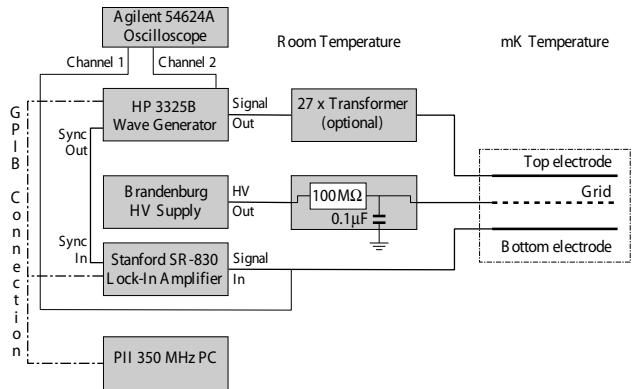 Agilent 54624A
Oscilloscope
Room Temperature
mK Temperature
Channel 1
Channel 2
HP 3325B
Wave Generator
Signal
Out
27 x Transformer
(optional)
Sync
Out
GPIB Connection
Top electrode
Grid
Bottom electrode
Brandenburg
HV Supply
HV
Out
100MΩ
0.1µF
Sync
In
Stanford SR-830
Lock-In Amplifier
Signal
In
PII 350 MHz PC